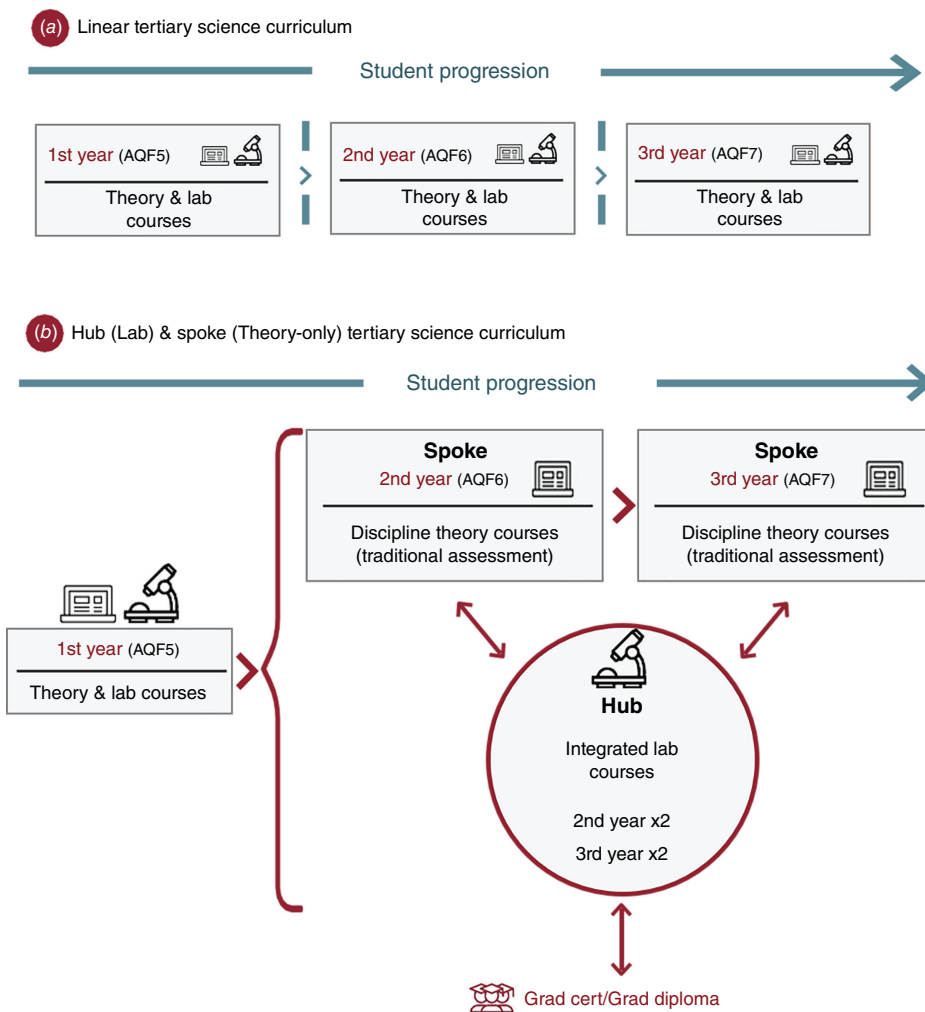 (a) Linear tertiary science curriculum
Student progression
1st year (AQF5)
Theory & lab
courses
2nd year (AQF6)
Theory & lab
courses
3rd year (AQF7)
Theory & lab
courses
(b) Hub (Lab) & spoke (Theory-only) tertiary science curriculum
Student progression
Spoke
2nd year (AQF6)
Discipline theory courses
(traditional assessment)
Spoke
3rd year (AQF7)
Discipline theory courses
(traditional assessment)
1st year (AQF5)
Theory & lab courses
Hub
Integrated lab
courses
2nd year x2
3rd year x2
Grad cert/Grad diploma